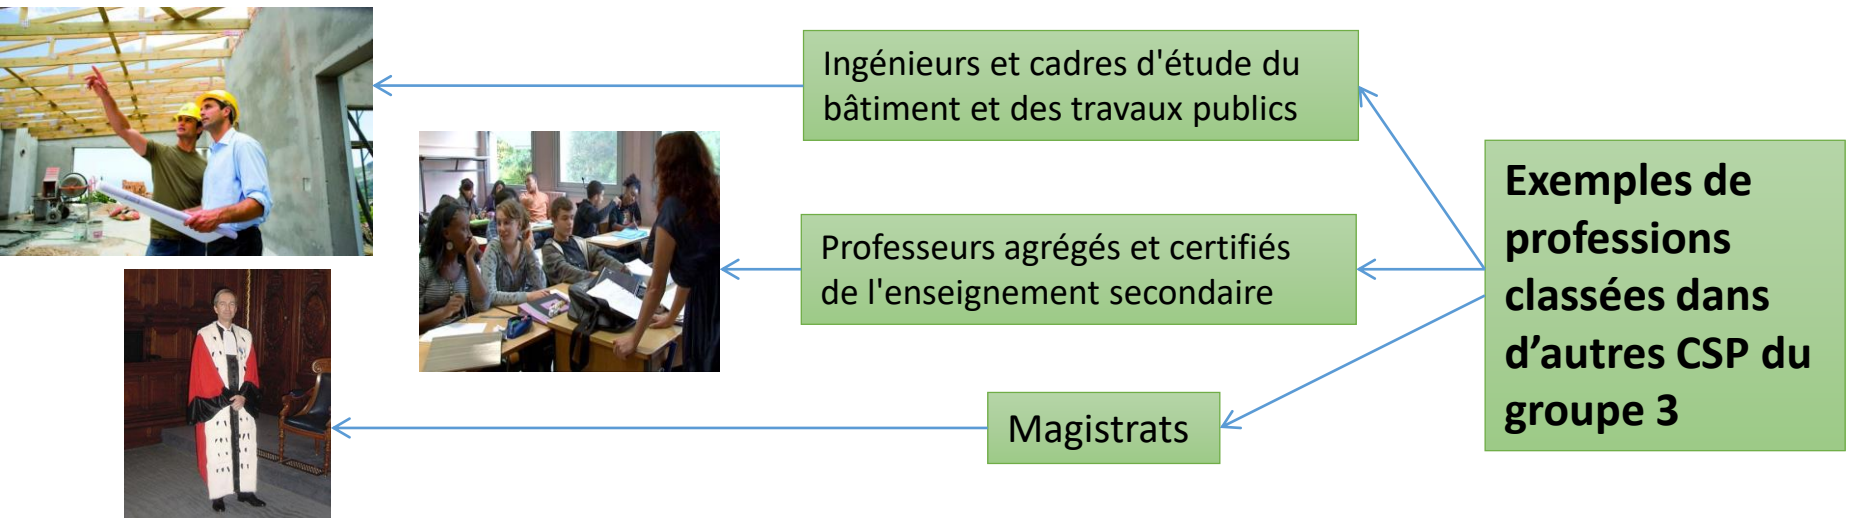 Ingénieurs et cadres d'étude du
bâtiment et des travaux publics
Professeurs agrégés et certifiés
de l'enseignement secondaire
Magistrats
Exemples de
professions
classées dans
d’autres CSP du
groupe 3